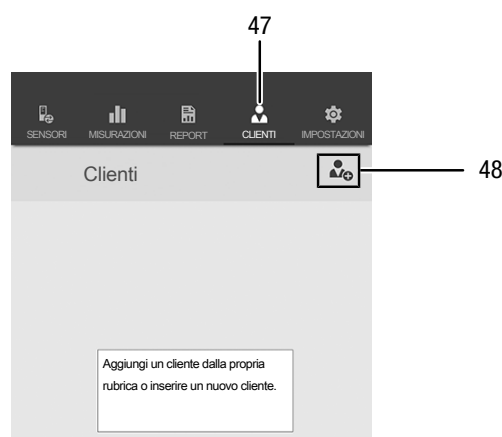 47
SENSORI MISURAZIONI REPORT CLIENTI IMPOSTAZIONI
Clienti
48
Aggiungi un cliente dalla propria
rubrica o inserire un nuovo cliente.